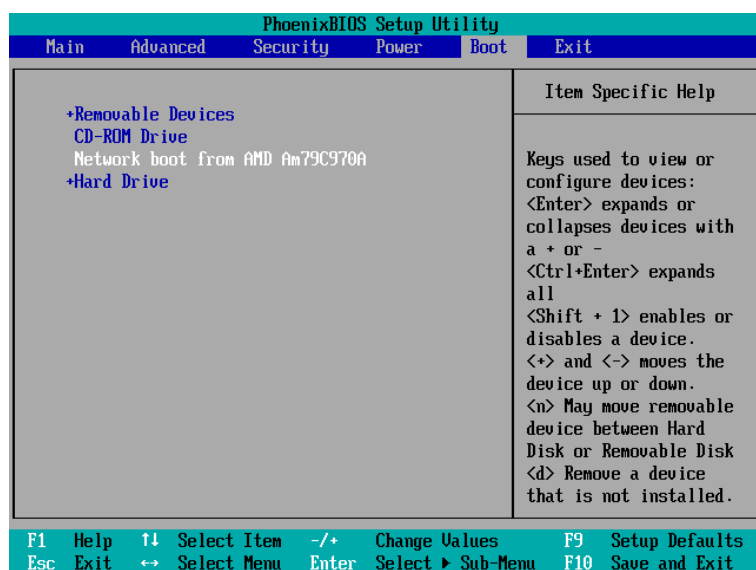 PhoenixBIOS Setup Utility
Main Advanced Security Power Boot Exit
+Removable Devices
CD-ROM Drive
Network boot from AMD Am79C970A
+Hard Drive
Item Specific Help
Keys used to view or
configure devices:
<Enter> expands or
collapses devices with
a + or -
<Ctrl+Enter> expands
all
<Shift + 1> enables or
disables a device.
<+> and <-> moves the
device up or down.
<n> May move removable
device between Hard
Disk or Removable Disk
<d> Remove a device
that is not installed.
F1 Help ↑↓ Select Item -/+ Change Values F9 Setup Defaults
Esc Exit ↔ Select Menu Enter Select ▶ Sub-Menu F10 Save and Exit